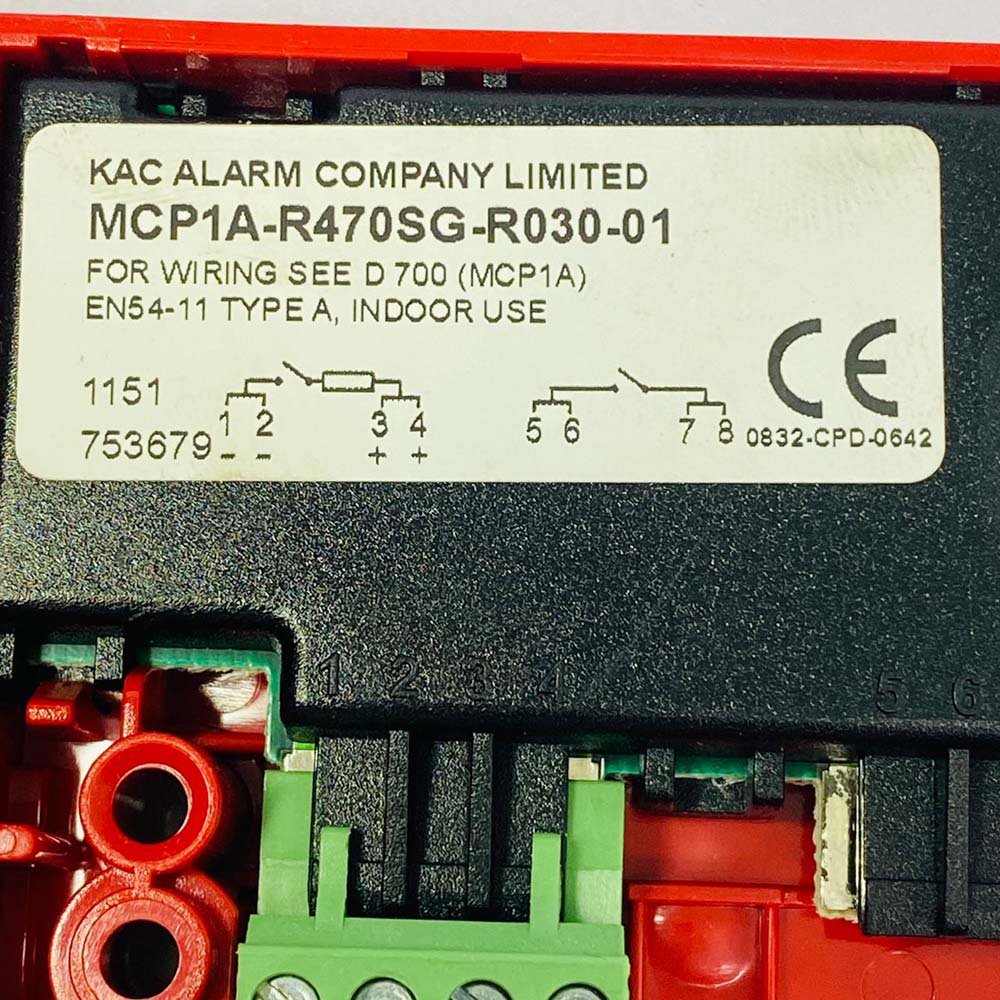 KAC ALARM COMPANY LIMITED
MCP1A-R470SG-R030-01
FOR WIRING SEE D 700 (MCP1A)
EN54-11 TYPE A, INDOOR USE
1151
753679
1 2 3 4
- - + +
5 6 7 8
CE
0832-CPD-0642
1 2 3 4 5 6